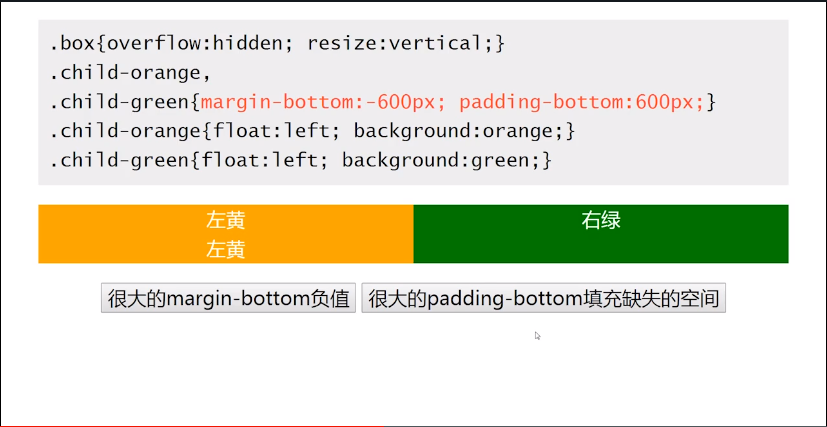 .box{overflow:hidden; resize:vertical;}
.child-orange,
.child-green{margin-bottom:-600px; padding-bottom:600px;}
.child-orange{float:left; background:orange;}
.child-green{float:left; background:green;}
左黄 右绿
左黄
很大的margin-bottom负值 很大的padding-bottom填充缺失的空间